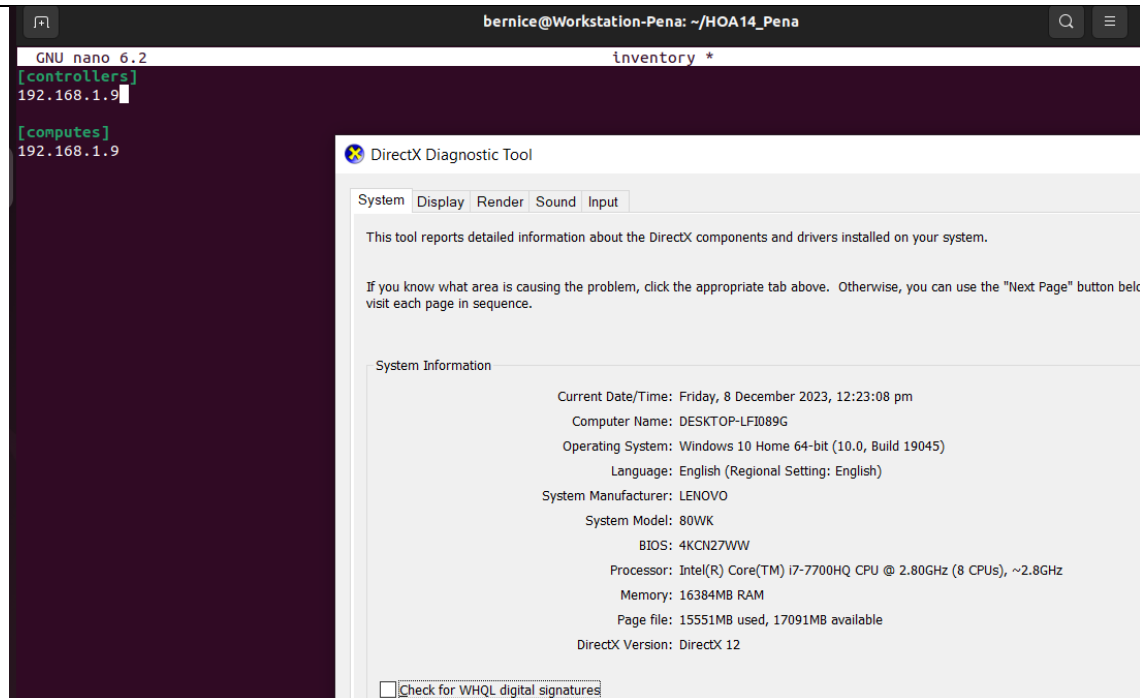 bernice@Workstation-Pena: ~/HOA14_Pena
GNU nano 6.2 inventory *
[controllers]
192.168.1.9
[computes]
192.168.1.9
DirectX Diagnostic Tool
System Display Render Sound Input
This tool reports detailed information about the DirectX components and drivers installed on your system.
If you know what area is causing the problem, click the appropriate tab above. Otherwise, you can use the "Next Page" button
visit each page in sequence.
System Information
Current Date/Time: Friday, 8 December 2023, 12:23:08 pm
Computer Name: DESKTOP-LFI089G
Operating System: Windows 10 Home 64-bit (10.0, Build 19045)
Language: English (Regional Setting: English)
System Manufacturer: LENOVO
System Model: 80WK
BIOS: 4KCN27WW
Processor: Intel(R) Core(TM) i7-7700HQ CPU @ 2.80GHz (8 CPUs), ~2.8GHz
Memory: 16384MB RAM
Page file: 15551MB used, 17091MB available
DirectX Version: DirectX 12
Check for WHQL digital signatures